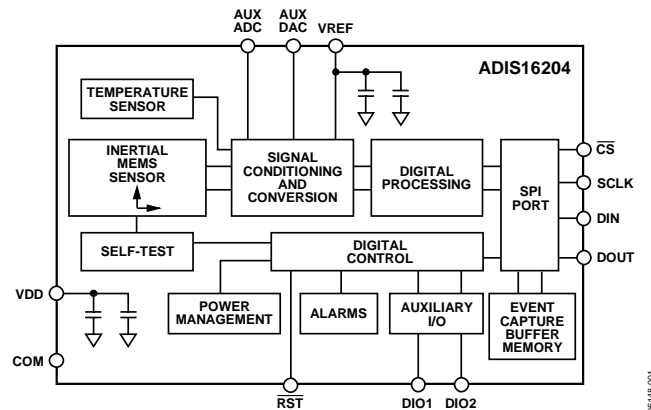 AUX
ADC
AUX
DAC
VREF
ADIS16204
TEMPERATURE
SENSOR
INERTIAL
MEMS
SENSOR
SIGNAL
CONDITIONING
AND
CONVERSION
DIGITAL
PROCESSING
SPI
PORT
CS
SCLK
DIN
DOUT
SELF-TEST
DIGITAL
CONTROL
VDD
POWER
MANAGEMENT
ALARMS
AUXILIARY
I/O
EVENT
CAPTURE
BUFFER
MEMORY
COM
RST
DIO1
DIO2
06448-001